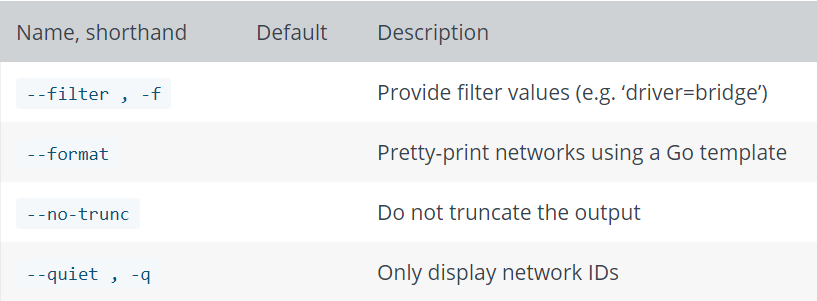 Name, shorthand Default Description
--filter , -f Provide filter values (e.g. ‘driver=bridge’)
--format Pretty-print networks using a Go template
--no-trunc Do not truncate the output
--quiet , -q Only display network IDs